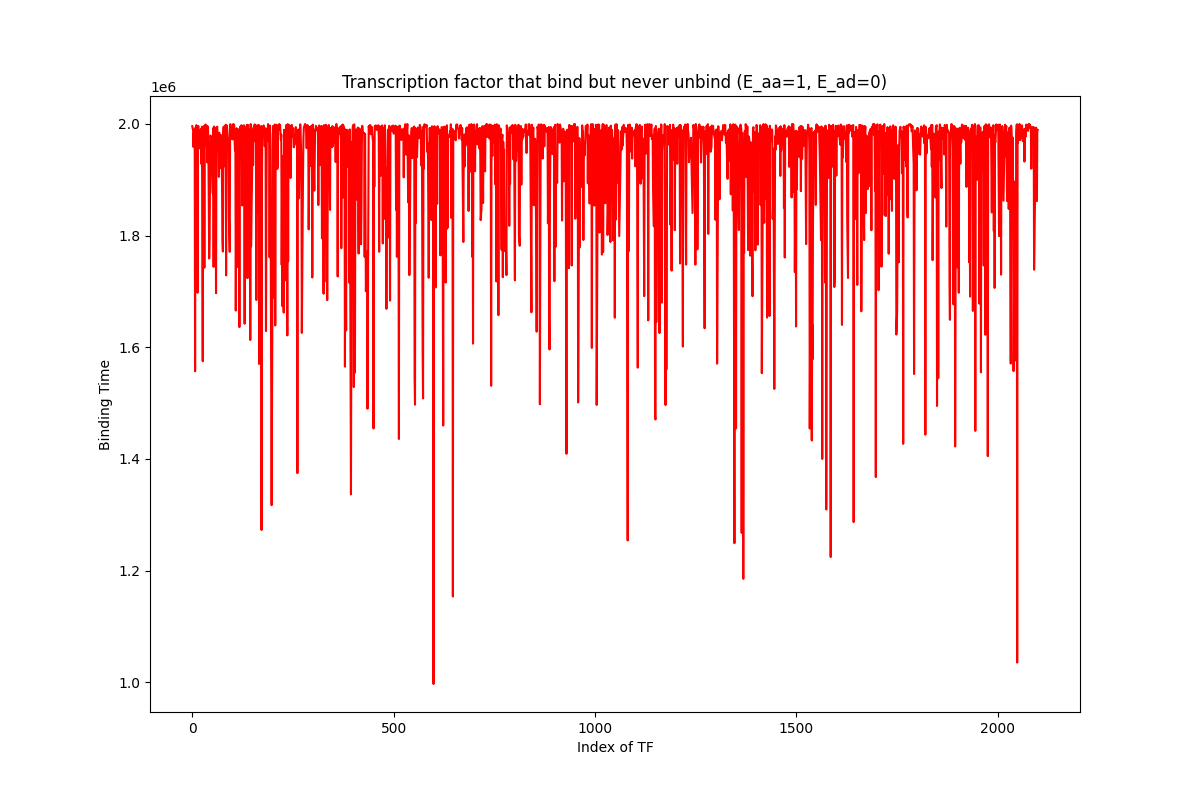 Transcription factor that bind but never unbind (E_aa=1, E_ad=0)
1e6
2.0
1.8
1.6
1.4
1.2
1.0
Binding Time
0 500 1000 1500 2000
Index of TF